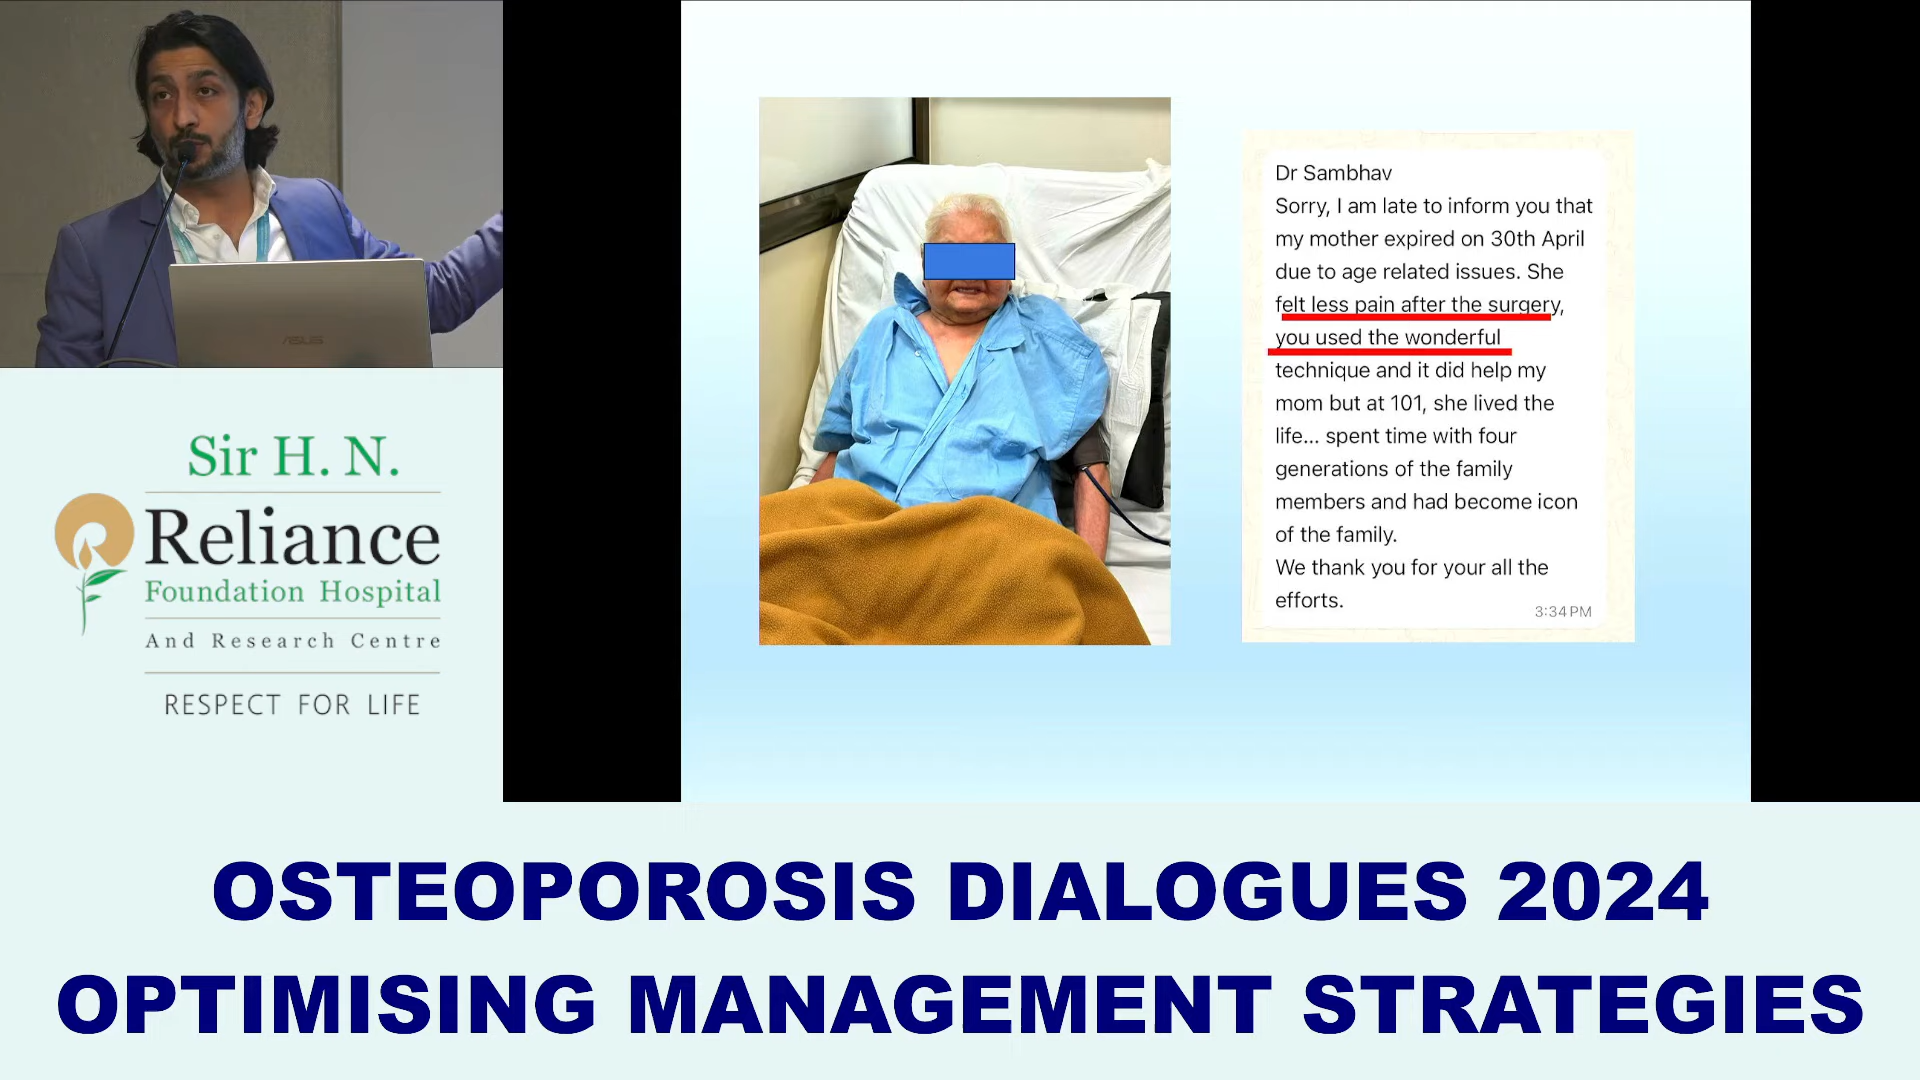 ASUS
Sir H. N.
Reliance
Foundation Hospital
And Research Centre
RESPECT FOR LIFE
Dr Sambhav
Sorry, I am late to inform you that
my mother expired on 30th April
due to age related issues. She
felt less pain after the surgery,
you used the wonderful
technique and it did help my
mom but at 101, she lived the
life... spent time with four
generations of the family
members and had become icon
of the family.
We thank you for your all the
efforts.
3:34 PM
OSTEOPOROSIS DIALOGUES 2024
OPTIMISING MANAGEMENT STRATEGIES